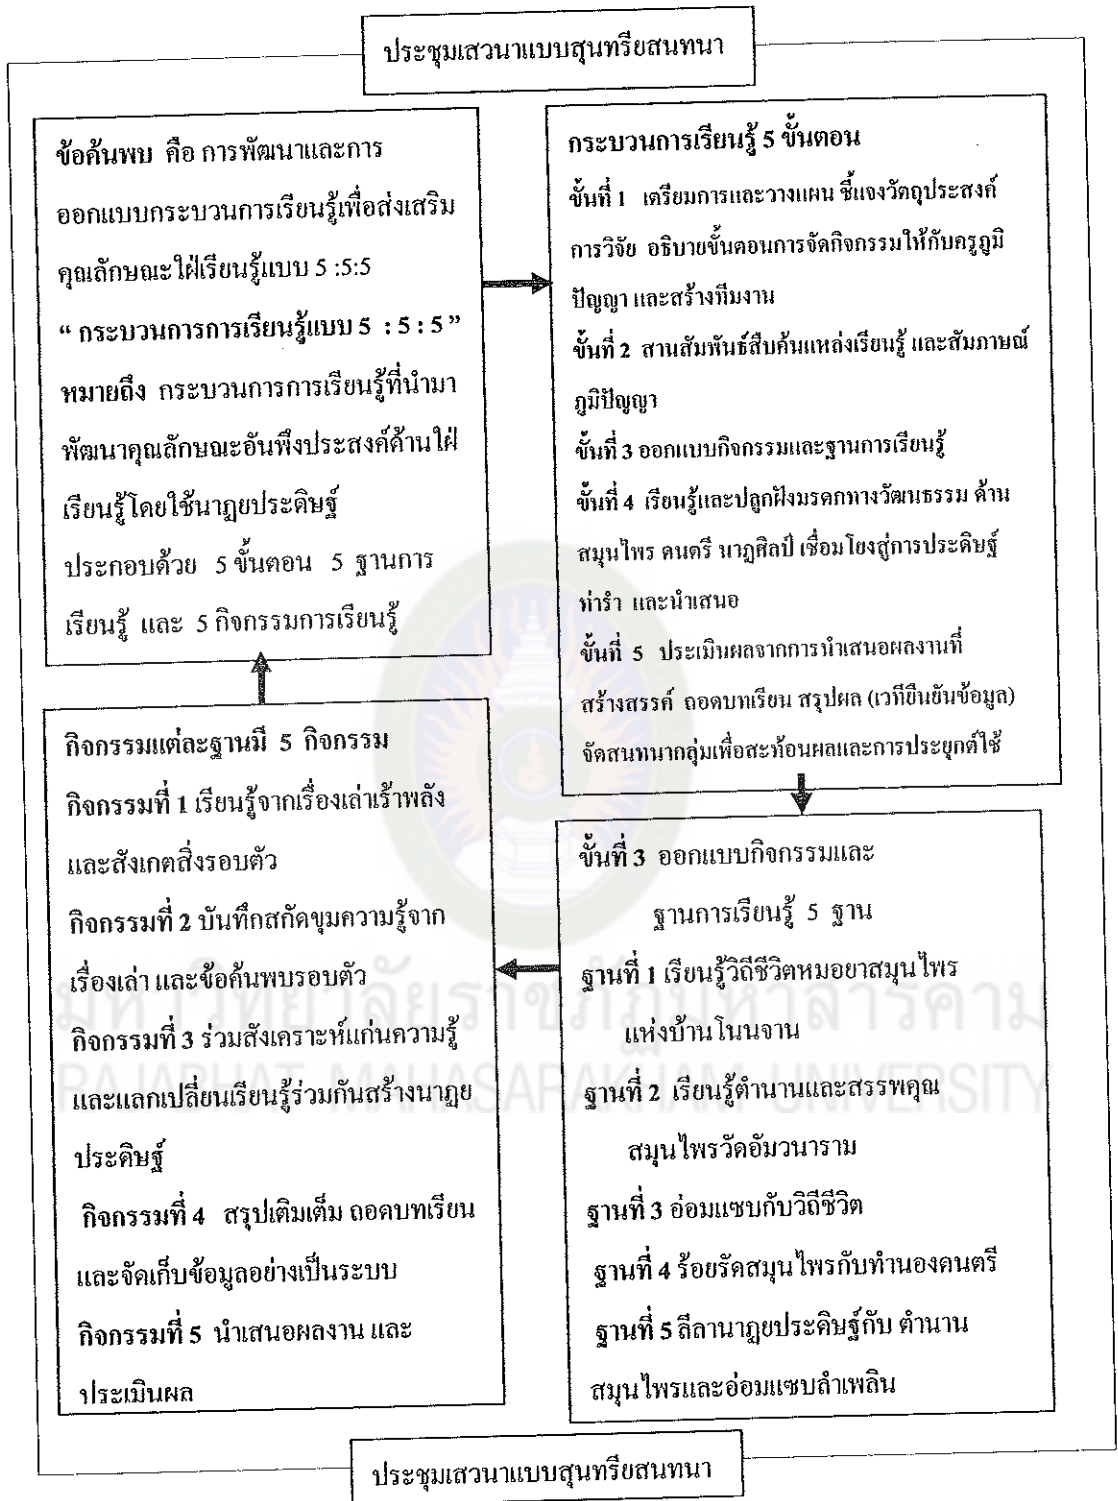 ประชุมเสวนาแบบสุนทรียสนทนา
ข้อค้นพบ คือ การพัฒนาและการ
ออกแบบกระบวนการเรียนรู้เพื่อส่งเสริม
คุณลักษณะใฝ่เรียนรู้แบบ 5 :5:5
“ กระบวนการการเรียนรู้แบบ 5 : 5 : 5 ”
หมายถึง กระบวนการการเรียนรู้ที่นำมา
พัฒนาคุณลักษณะอันพึงประสงค์ด้านใฝ่
เรียนรู้โดยใช้นาฏยประดิษฐ์
ประกอบด้วย 5 ขั้นตอน 5 ฐานการ
เรียนรู้ และ 5 กิจกรรมการเรียนรู้
กระบวนการเรียนรู้ 5 ขั้นตอน
ขั้นที่ 1 เตรียมการและวางแผน ชี้แจงวัตถุประสงค์
การวิจัย อธิบายขั้นตอนการจัดกิจกรรมให้กับครูภูมิ
ปัญญา และสร้างทีมงาน
ขั้นที่ 2 สานสัมพันธ์สืบค้นแหล่งเรียนรู้ และสัมภาษณ์
ภูมิปัญญา
ขั้นที่ 3 ออกแบบกิจกรรมและฐานการเรียนรู้
ขั้นที่ 4 เรียนรู้และปลูกฝังมรดกทางวัฒนธรรม ด้าน
สมุนไพร ดนตรี นาฏศิลป์ เชื่อมโยงสู่การประดิษฐ์
ท่ารำ และนำเสนอ
ขั้นที่ 5 ประเมินผลจากการนำเสนอผลงานที่
สร้างสรรค์ ถอดบทเรียน สรุปผล (เวทียืนยันข้อมูล)
จัดสนทนากลุ่มเพื่อสะท้อนผลและการประยุกต์ใช้
กิจกรรมแต่ละฐานมี 5 กิจกรรม
กิจกรรมที่ 1 เรียนรู้จากเรื่องเล่าเร้าพลัง
และสังเกตสิ่งรอบตัว
กิจกรรมที่ 2 บันทึกสกัดขุมความรู้จาก
เรื่องเล่า และข้อค้นพบรอบตัว
กิจกรรมที่ 3 ร่วมสังเคราะห์แก่นความรู้
และแลกเปลี่ยนเรียนรู้ร่วมกันสร้างนาฏย
ประดิษฐ์
กิจกรรมที่ 4 สรุปเติมเต็ม ถอดบทเรียน
และจัดเก็บข้อมูลอย่างเป็นระบบ
กิจกรรมที่ 5 นำเสนอผลงาน และ
ประเมินผล
ขั้นที่ 3 ออกแบบกิจกรรมและ
ฐานการเรียนรู้ 5 ฐาน
ฐานที่ 1 เรียนรู้วิถีชีวิตหมอยาสมุนไพร
แห่งบ้านโนนจาน
ฐานที่ 2 เรียนรู้ตำนานและสรรพคุณ
สมุนไพรวัดอัมวนาราม
ฐานที่ 3 อ่อมแซบกับวิถีชีวิต
ฐานที่ 4 ร้อยรัดสมุนไพรกับทำนองดนตรี
ฐานที่ 5 ลีลานาฏยประดิษฐ์กับ ตำนาน
สมุนไพรและอ่อมแซบลำเพลิน
มหาวิทยาลัยราชภัฏมหาสารคาม
RAJABHAT MAHASARAKHAM UNIVERSITY
ประชุมเสวนาแบบสุนทรียสนทนา